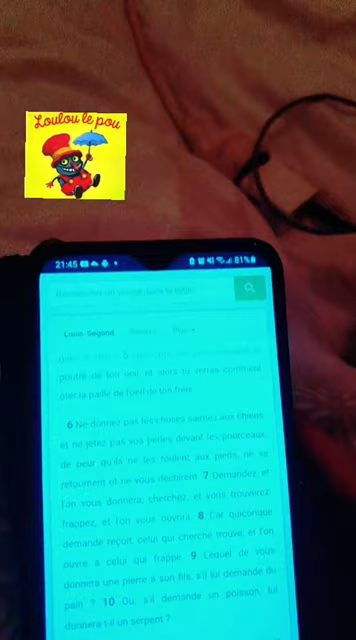 Loulou le pou
21:45 81%
Louis-Segond
poutre de ton œil, et alors tu verras comment
ôter la paille de l'œil de ton frère.
6 Ne donnez pas les choses saintes aux chiens,
et ne jetez pas vos perles devant les pourceaux,
de peur qu'ils ne les foulent aux pieds, ne se
retournent et ne vous déchirent. 7 Demandez, et
l'on vous donnera; cherchez, et vous trouverez;
frappez, et l'on vous ouvrira. 8 Car quiconque
demande reçoit, celui qui cherche trouve, et l'on
ouvre à celui qui frappe. 9 Lequel de vous
donnera une pierre à son fils, s'il lui demande du
pain ? 10 Ou, s'il demande un poisson, lui
donnera-t-il un serpent ?